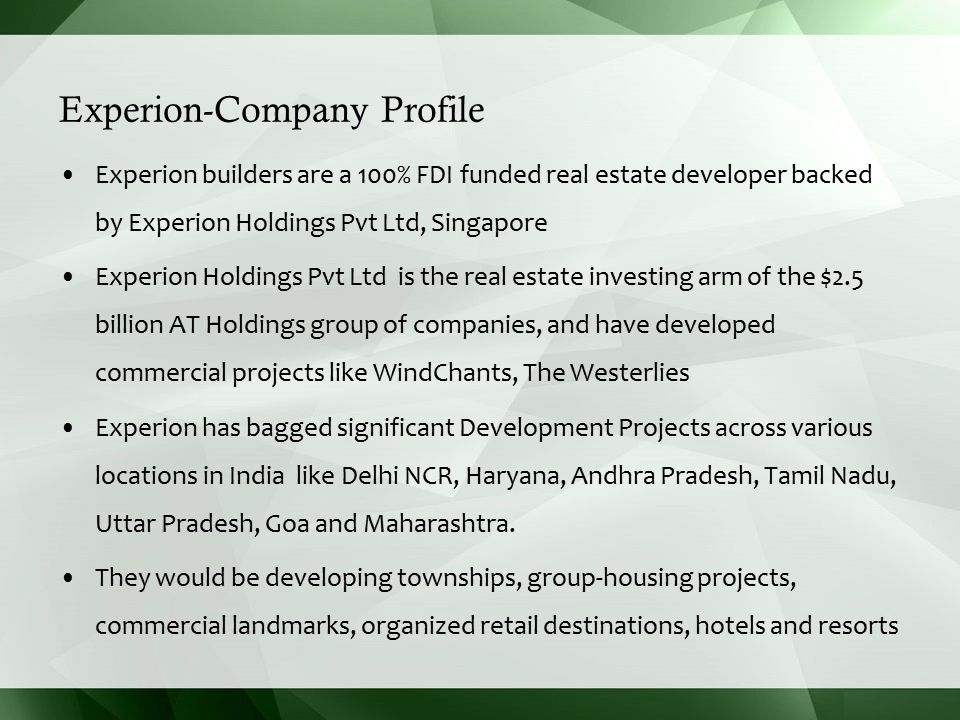 Experion-Company Profile
• Experion builders are a 100% FDI funded real estate developer backed
by Experion Holdings Pvt Ltd, Singapore
• Experion Holdings Pvt Ltd  is the real estate investing arm of the $2.5
billion AT Holdings group of companies, and have developed
commercial projects like WindChants, The Westerlies
• Experion has bagged significant Development Projects across various
locations in India  like Delhi NCR, Haryana, Andhra Pradesh, Tamil Nadu,
Uttar Pradesh, Goa and Maharashtra.
• They would be developing townships, group-housing projects,
commercial landmarks, organized retail destinations, hotels and resorts